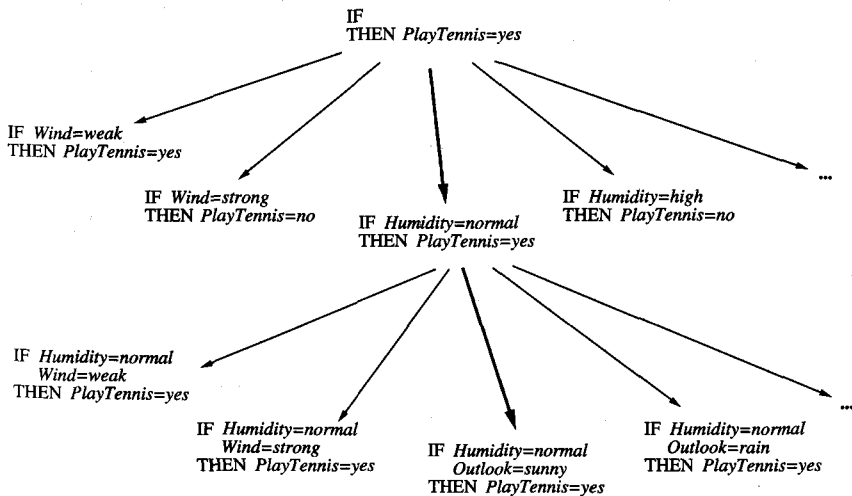 IF
THEN PlayTennis=yes
IF Wind=weak
THEN PlayTennis=yes
IF Wind=strong
THEN PlayTennis=no
IF Humidity=normal
THEN PlayTennis=yes
IF Humidity=high
THEN PlayTennis=no
...
IF Humidity=normal
Wind=weak
THEN PlayTennis=yes
IF Humidity=normal
Wind=strong
THEN PlayTennis=yes
IF Humidity=normal
Outlook=sunny
THEN PlayTennis=yes
IF Humidity=normal
Outlook=rain
THEN PlayTennis=yes
...